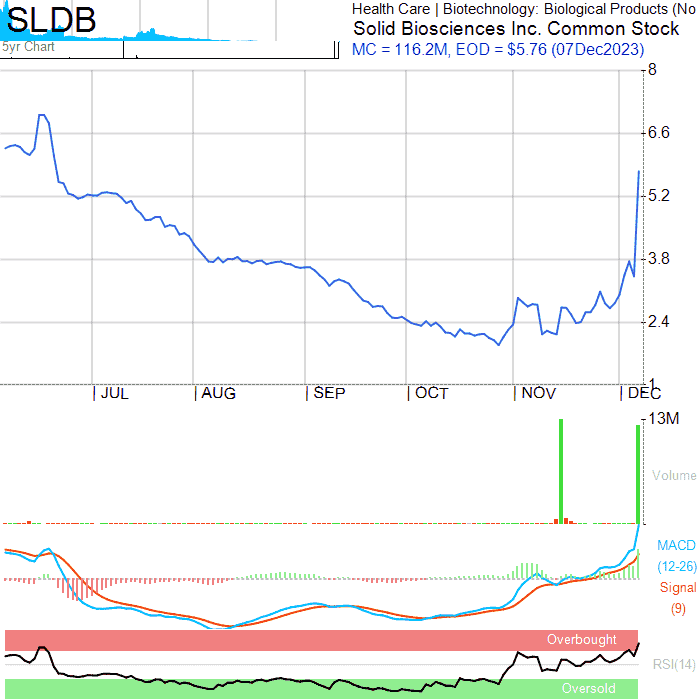 SLDB
Health Care | Biotechnology: Biological Products (No
Solid Biosciences Inc. Common Stock
5yr Chart
MC = 116.2M, EOD = $5.76 (07Dec2023)
8
6.6
5.2
3.8
2.4
1
| JUL | AUG | SEP | OCT | NOV | DEC
13M
Volume
MACD
(12-26)
Signal
(9)
Overbought
RSI(14)
Oversold